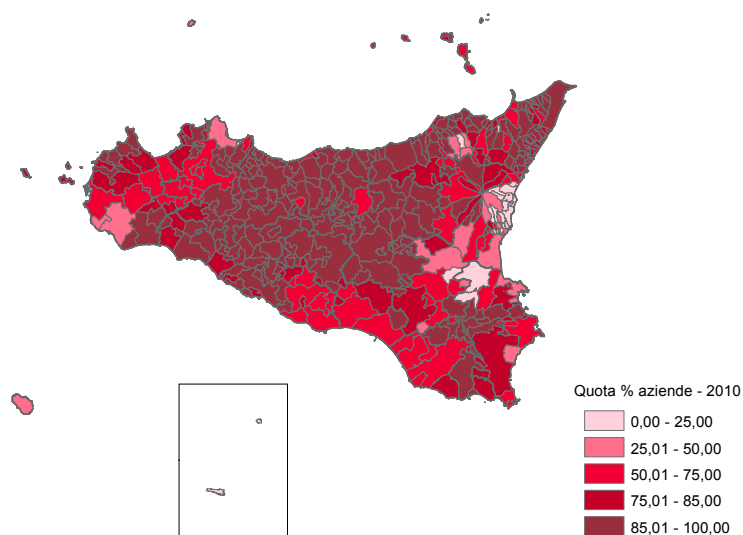 Quota % aziende - 2010
0,00 - 25,00
25,01 - 50,00
50,01 - 75,00
75,01 - 85,00
85,01 - 100,00